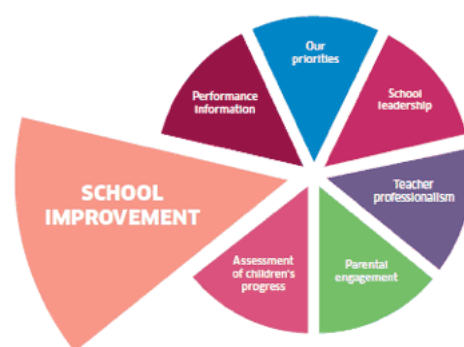 Our
priorities
School
leadership
Teacher
professionalism
Parental
engagement
Assessment
of children's
progress
SCHOOL
IMPROVEMENT
Performance
information